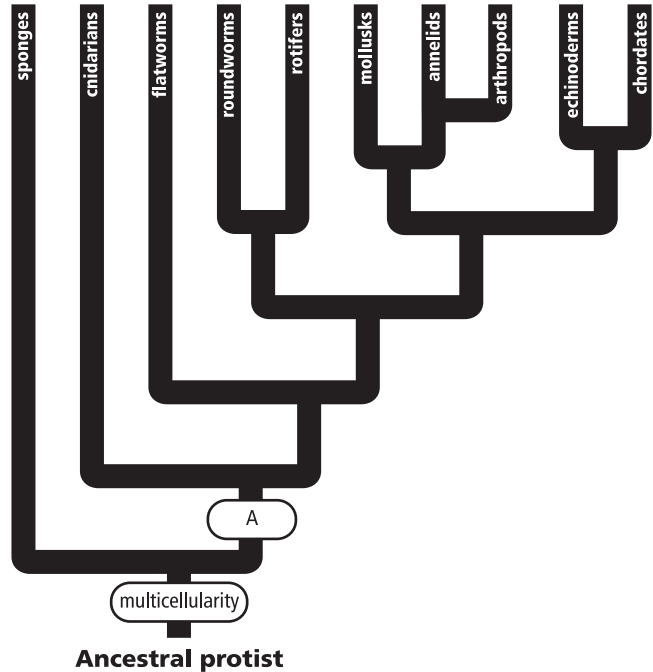 sponges
cnidarians
flatworms
roundworms
rotifers
mollusks
annelids
arthropods
echinoderms
chordates
A
multicellularity
Ancestral protist